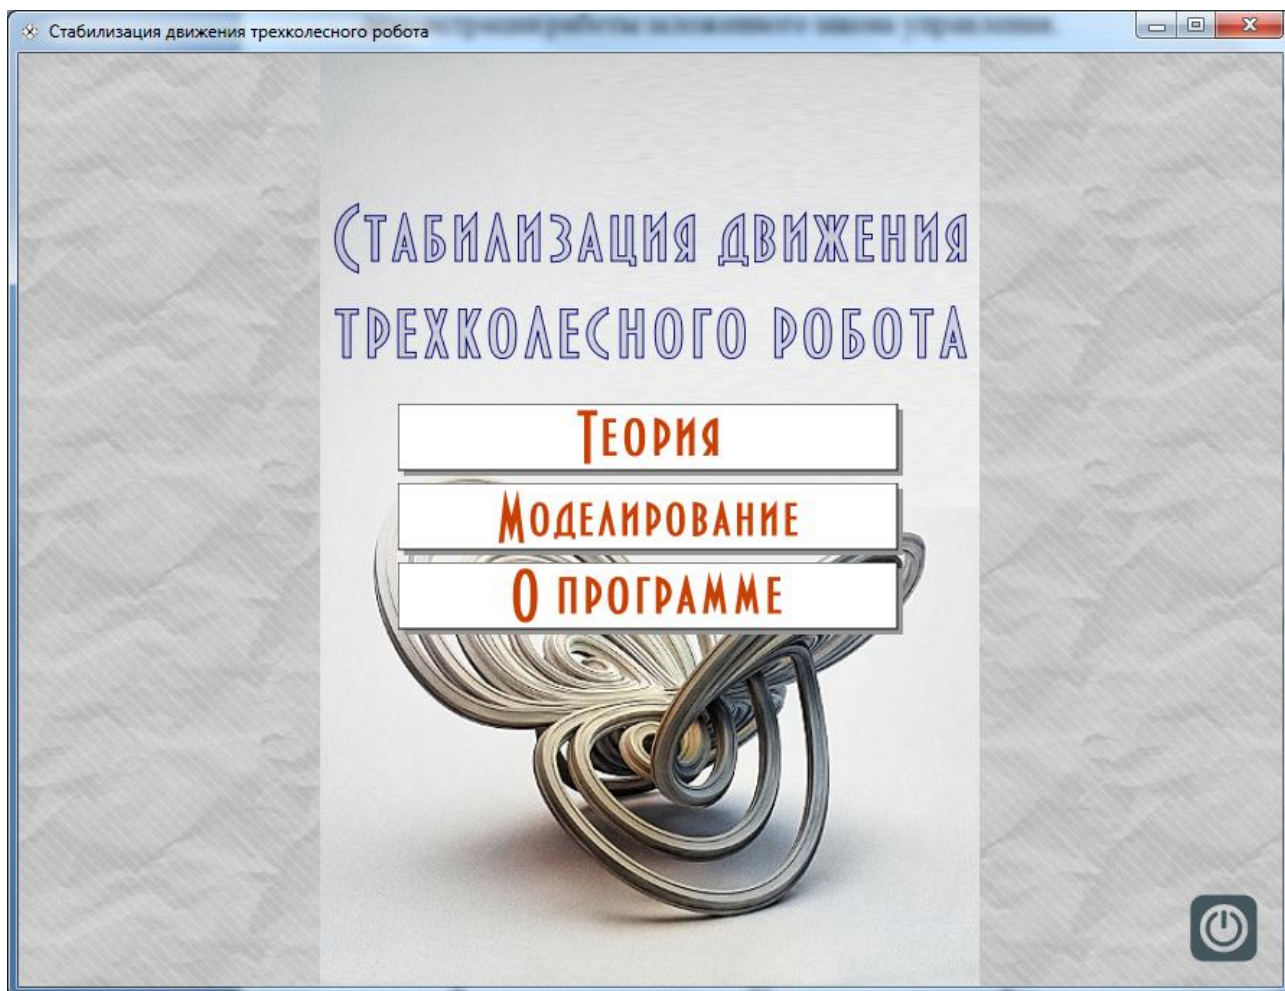 Стабилизация движения трехколесного робота
Стабилизация движения
трехколесного робота
Теория
Моделирование
О программе